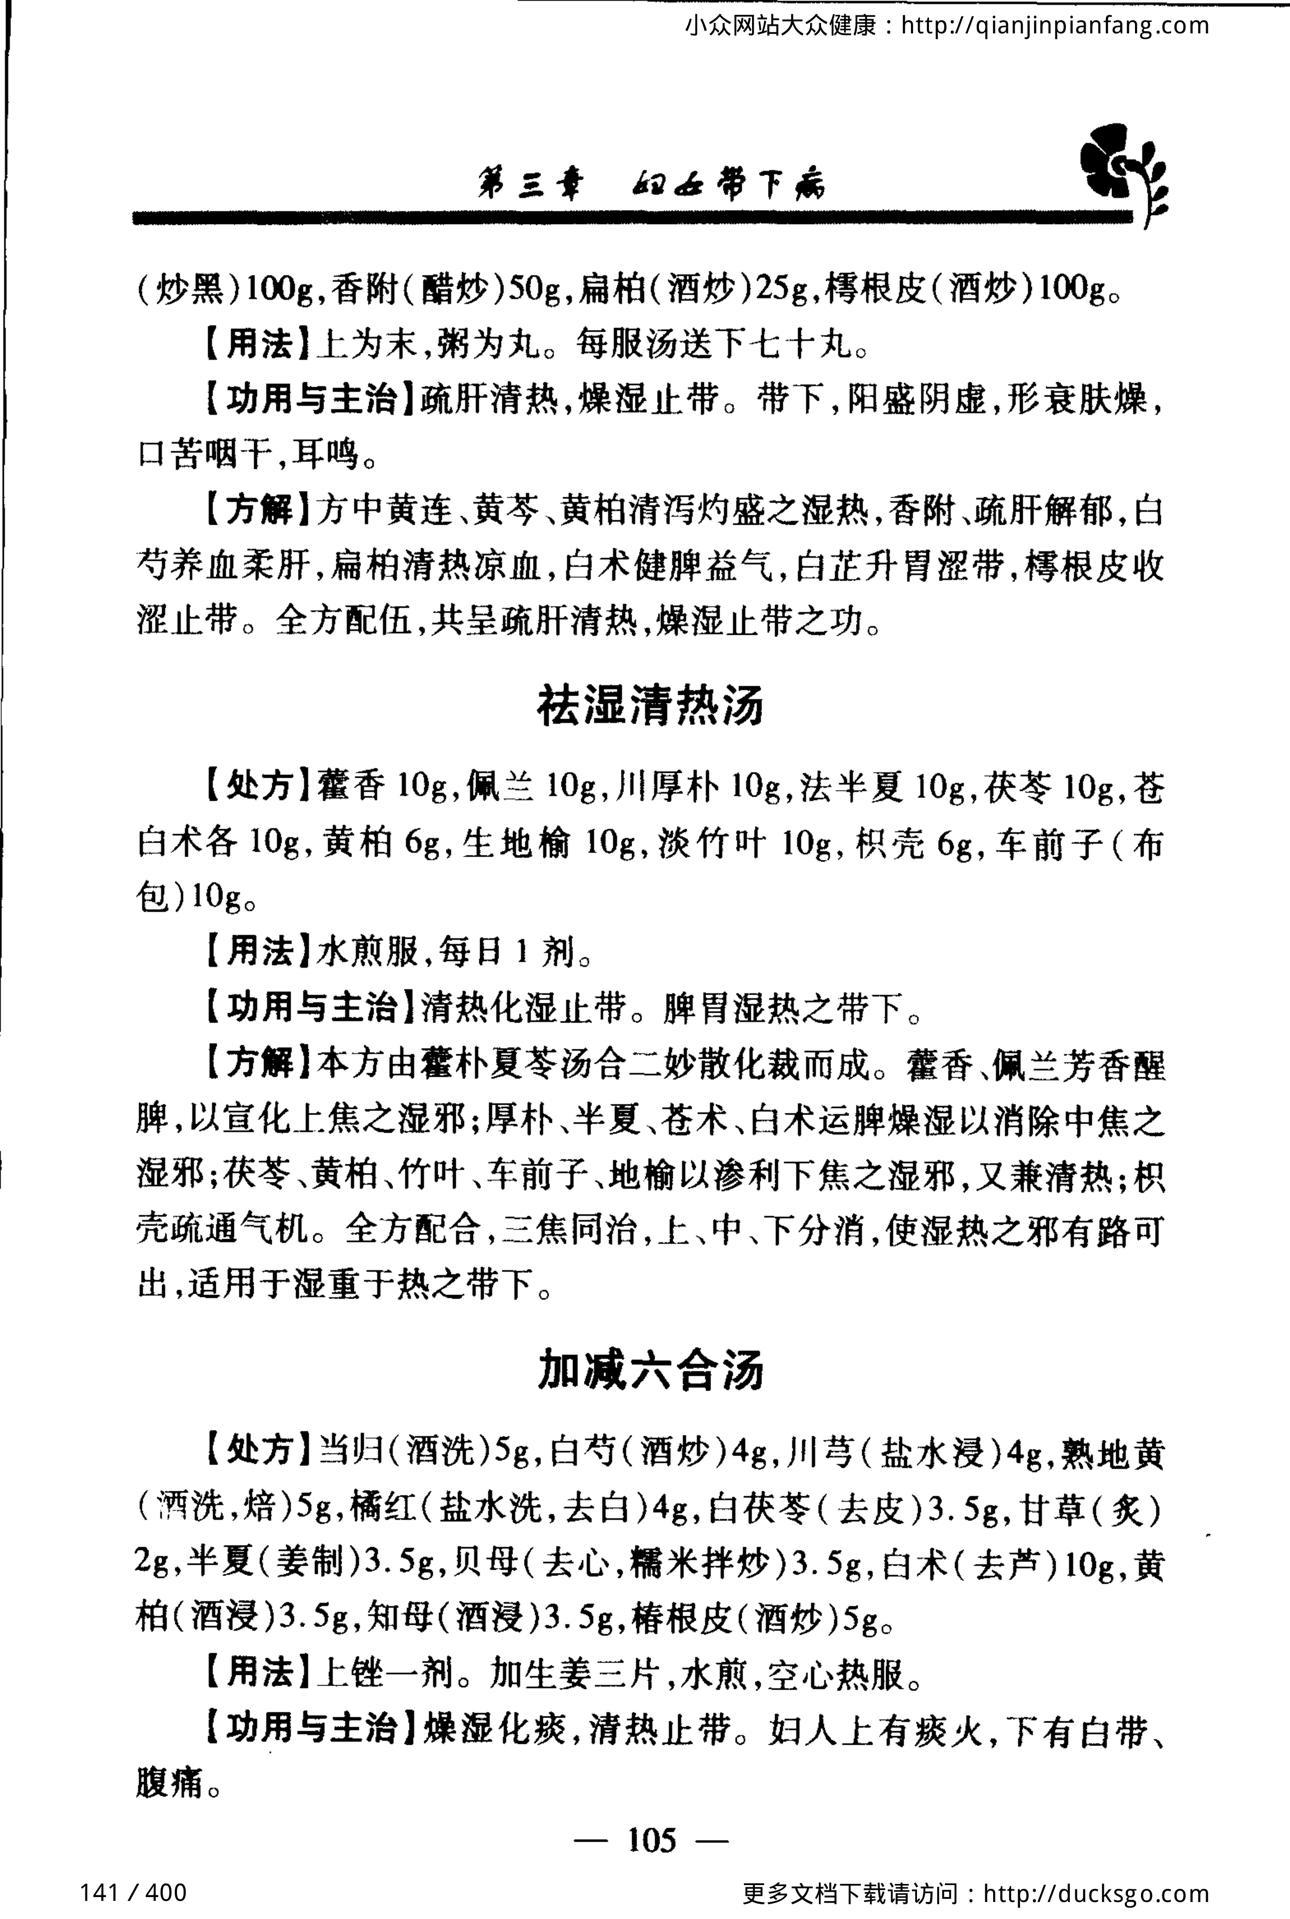 小众网站大众健康：http://qianjinpianfang.com
第三章 妇女带下病
(炒黑)100g,香附(醋炒)50g,扁柏(酒炒)25g,樗根皮(酒炒)100g。
【用法】上为末,粥为丸。每服汤送下七十丸。
【功用与主治】疏肝清热,燥湿止带。带下,阳盛阴虚,形衰肤燥,
口苦咽干,耳鸣。
【方解】方中黄连、黄芩、黄柏清泻灼盛之湿热,香附、疏肝解郁,白
芍养血柔肝,扁柏清热凉血,白术健脾益气,白芷升胃涩带,樗根皮收
涩止带。全方配伍,共呈疏肝清热,燥湿止带之功。
祛湿清热汤
【处方】藿香 10g,佩兰 10g,川厚朴 10g,法半夏 10g,茯苓 10g,苍
白术各 10g,黄柏 6g,生地榆 10g,淡竹叶 10g,枳壳 6g,车前子(布
包)10g。
【用法】水煎服,每日 1 剂。
【功用与主治】清热化湿止带。脾胃湿热之带下。
【方解】本方由藿朴夏苓汤合二妙散化裁而成。藿香、佩兰芳香醒
脾,以宣化上焦之湿邪;厚朴、半夏、苍术、白术运脾燥湿以消除中焦之
湿邪;茯苓、黄柏、竹叶、车前子、地榆以渗利下焦之湿邪,又兼清热;枳
壳疏通气机。全方配合,三焦同治,上、中、下分消,使湿热之邪有路可
出,适用于湿重于热之带下。
加减六合汤
【处方】当归(酒洗)5g,白芍(酒炒)4g,川芎(盐水浸)4g,熟地黄
(酒洗,焙)5g,橘红(盐水洗,去白)4g,白茯苓(去皮)3.5g,甘草(炙)
2g,半夏(姜制)3.5g,贝母(去心,糯米拌炒)3.5g,白术(去芦)10g,黄
柏(酒浸)3.5g,知母(酒浸)3.5g,椿根皮(酒炒)5g。
【用法】上锉一剂。加生姜三片,水煎,空心热服。
【功用与主治】燥湿化痰,清热止带。妇人上有痰火,下有白带、
腹痛。
— 105 —
141 / 400
更多文档下载请访问：http://ducksgo.com